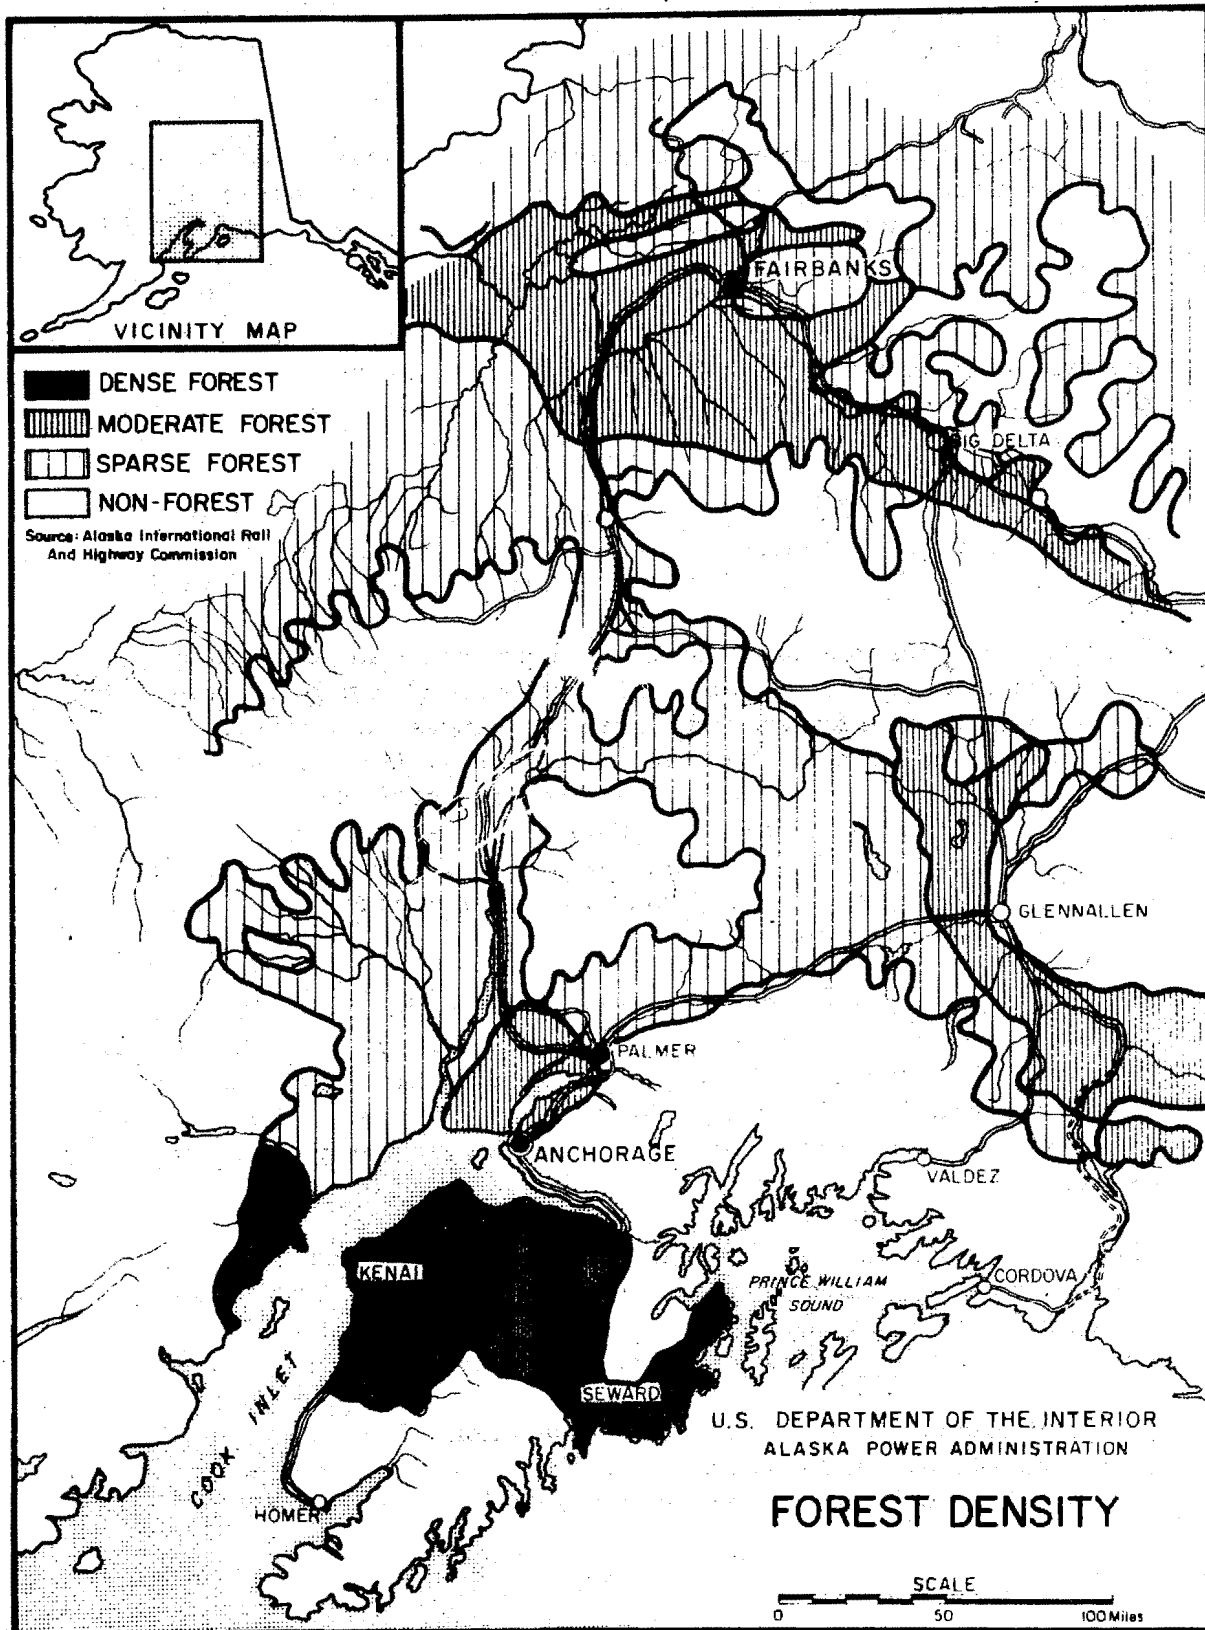 VICINITY MAP
DENSE FOREST
MODERATE FOREST
SPARSE FOREST
NON-FOREST
Source: Alaska International Rail
And Highway Commission
FAIRBANKS
BIG DELTA
GLENNALLEN
PALMER
ANCHORAGE
VALDEZ
KENAI
PRINCE WILLIAM
SOUND
CORDOVA
COOK INLET
SEWARD
HOMER
U.S. DEPARTMENT OF THE INTERIOR
ALASKA POWER ADMINISTRATION
FOREST DENSITY
SCALE
0 50 100 Miles